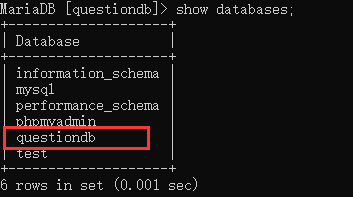 MariaDB [questiondb]> show databases;
+--------------------+
| Database           |
+--------------------+
| information_schema |
| mysql              |
| performance_schema |
| phpmyadmin         |
| questiondb         |
| test               |
+--------------------+
6 rows in set (0.001 sec)